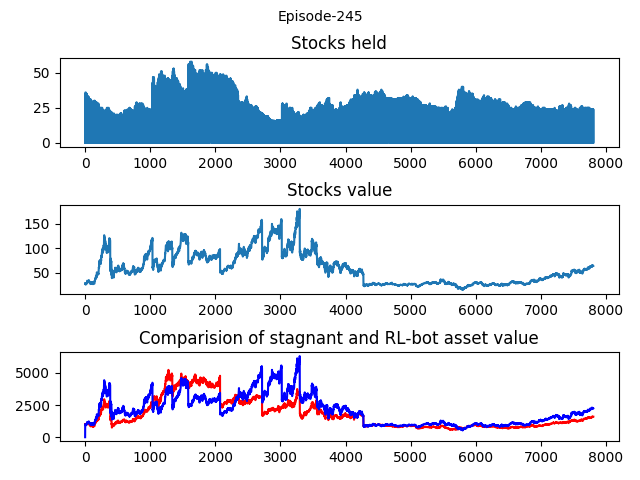 Episode-245
Stocks held
50
25
0
0 1000 2000 3000 4000 5000 6000 7000 8000
Stocks value
150
100
50
0 1000 2000 3000 4000 5000 6000 7000 8000
Comparision of stagnant and RL-bot asset value
5000
2500
0
0 1000 2000 3000 4000 5000 6000 7000 8000